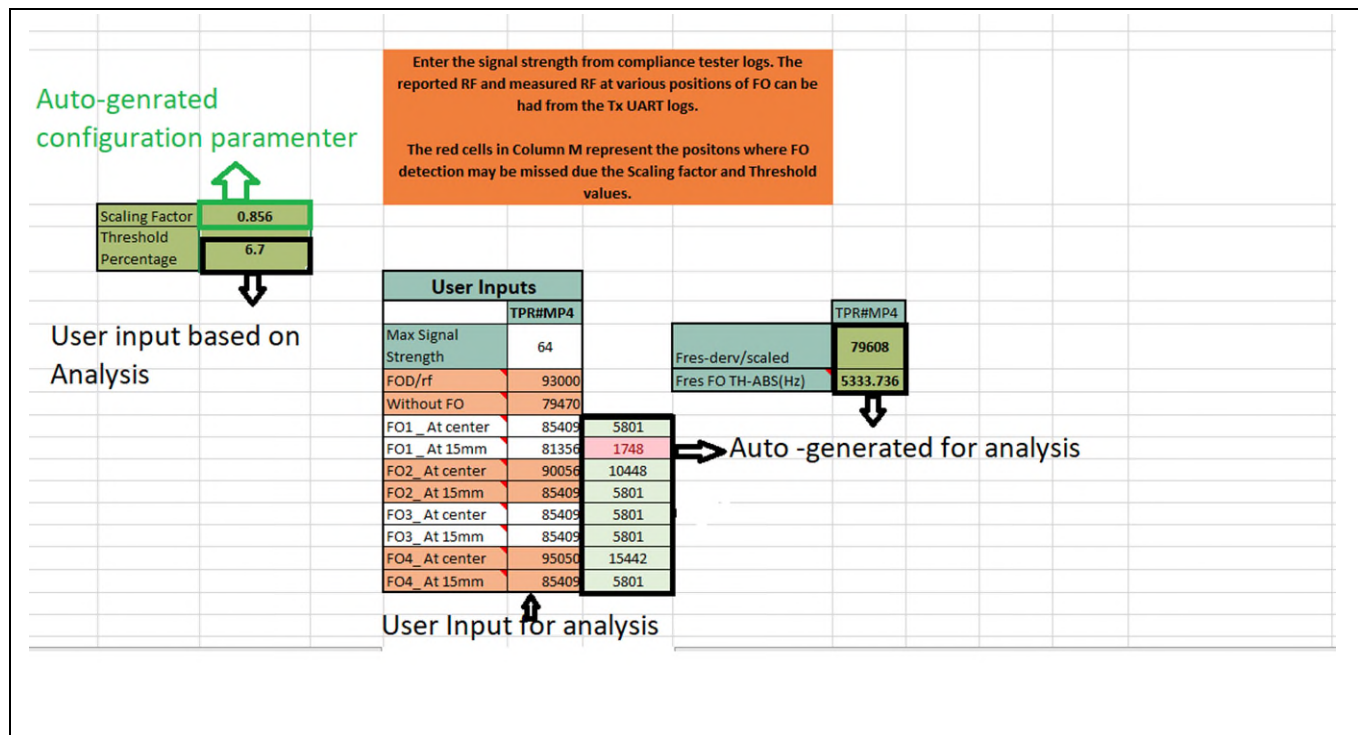 Enter the signal strength from compliance tester logs. The
reported RF and measured RF at various positions of FO can be
had from the Tx UART logs.
The red cells in Column M represent the positons where FO
detection may be missed due the Scaling factor and Threshold
values.
Auto-genrated
configuration paramenter
Scaling Factor 0.856
Threshold
Percentage 6.7
User input based on
Analysis
User Inputs
TPR#MP4
Max Signal
Strength 64
FOD/rf 93000
Without FO 79470
FO1_ At center 85409 5801
FO1_ At 15mm 81356 1748
FO2_ At center 90056 10448
FO2_ At 15mm 85409 5801
FO3_ At center 85409 5801
FO3_ At 15mm 85409 5801
FO4_ At center 95050 15442
FO4_ At 15mm 85409 5801
User Input for analysis
TPR#MP4
Fres-derv/scaled 79608
Fres FO TH-ABS(Hz) 5333.736
Auto -generated for analysis